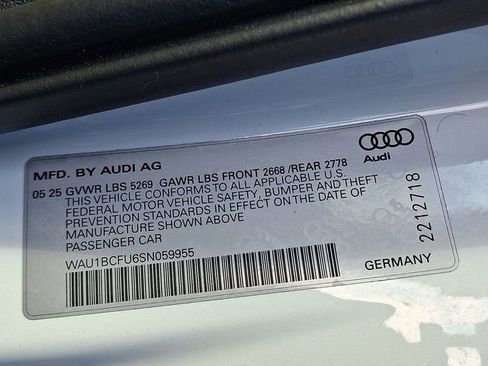 MFD. BY AUDI AG
Audi
05 25 GVWR LBS 5269 GAWR LBS FRONT 2668 /REAR 2778
THIS VEHICLE CONFORMS TO ALL APPLICABLE U.S.
FEDERAL MOTOR VEHICLE SAFETY, BUMPER AND THEFT
PREVENTION STANDARDS IN EFFECT ON THE DATE OF
MANUFACTURE SHOWN ABOVE
PASSENGER CAR
WAU1BCFU6SN059955
2212718
GERMANY